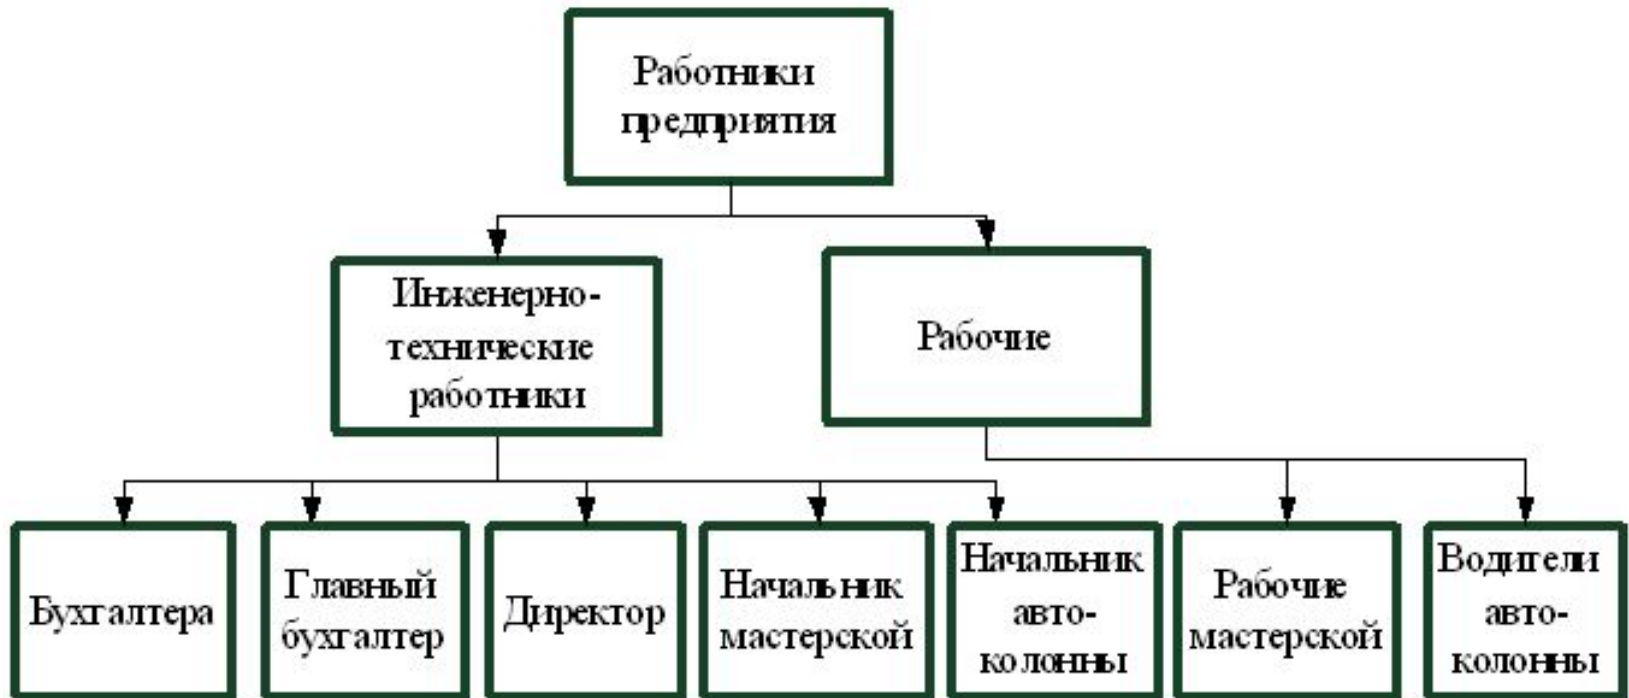 Работники
предприятия
Инженерно-
технические
работники
Рабочие
Бухгалтера
Главный
бухгалтер
Директор
Начальник
мастерской
Начальник
авто-
колонны
Рабочие
мастерской
Водители
авто-
колонны